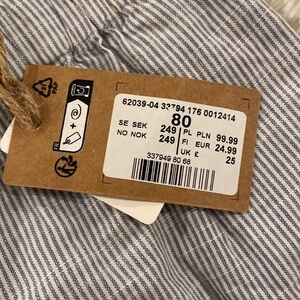 62039-04 33794 176 0012414
80
SE SEK 249 PL PLN 99.99
NO NOK 249 FI EUR 24.99
UK £ 25
337949 80 68